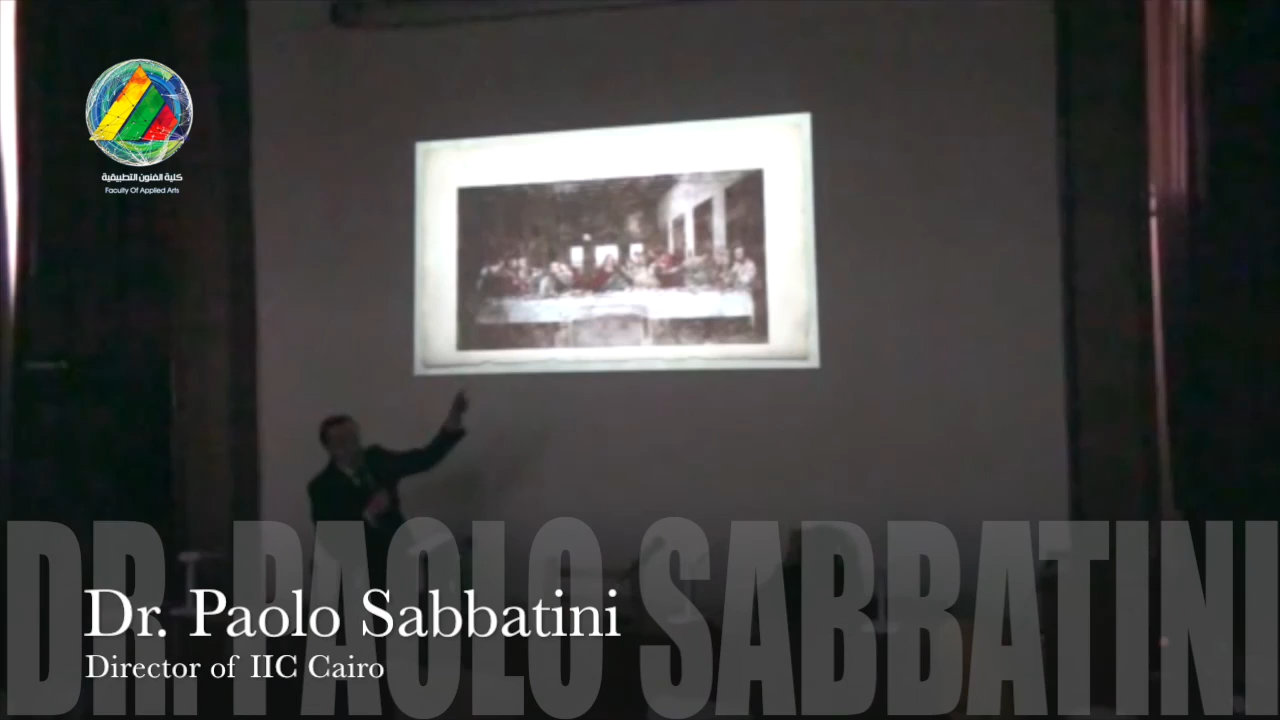 كلية الفنون التطبيقية
Faculty Of Applied Arts
DR. PAOLO SABBATINI
Dr. Paolo Sabbatini
Director of IIC Cairo